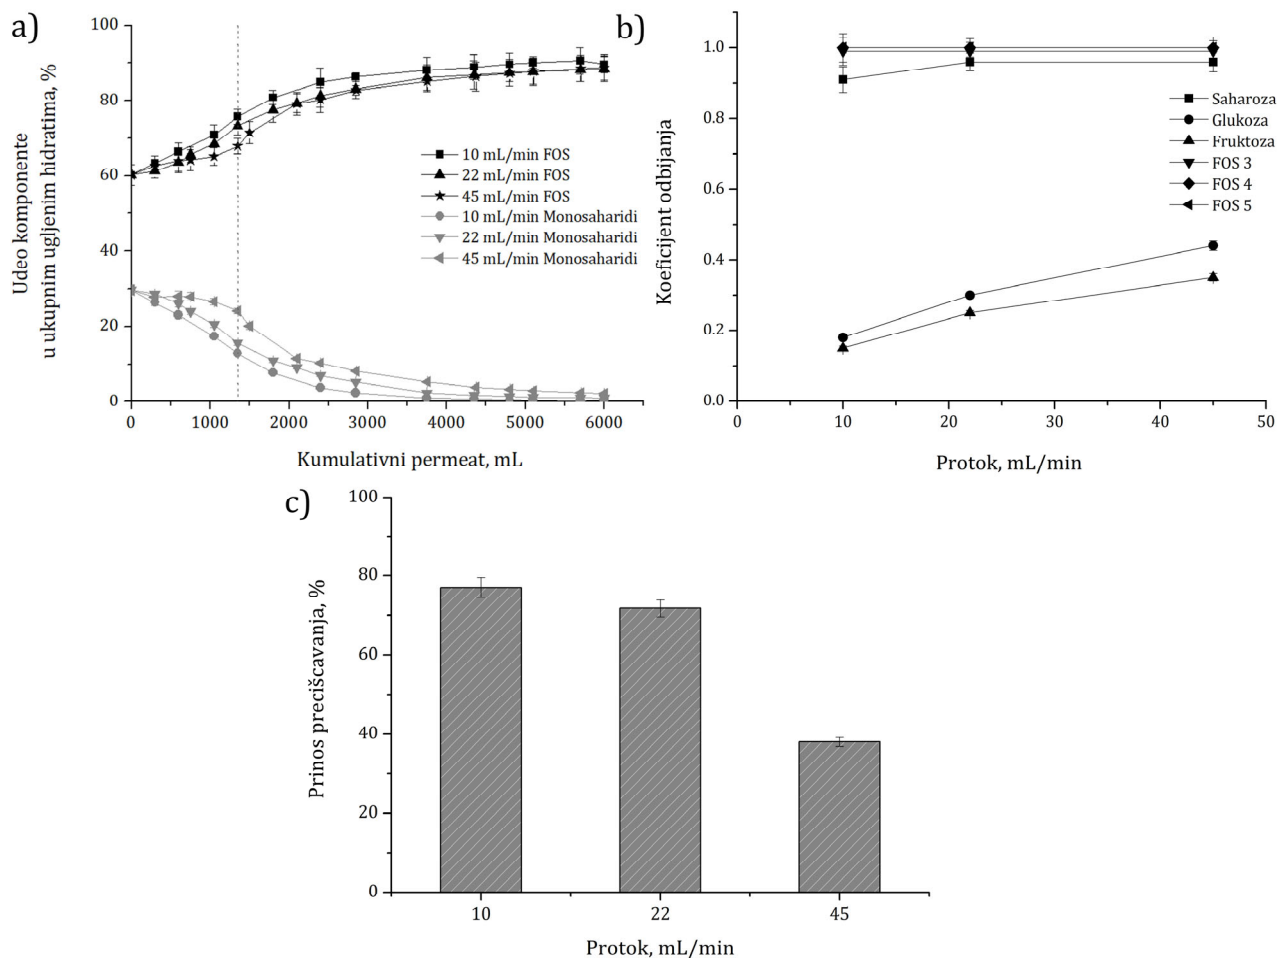 a)
100
80
60
40
20
0
Udeo komponente
u ukupnim ugljenim hidratima, %
10 mL/min FOS
22 mL/min FOS
45 mL/min FOS
10 mL/min Monosaharidi
22 mL/min Monosaharidi
45 mL/min Monosaharidi
0 1000 2000 3000 4000 5000 6000
Kumulativni permeat, mL
b)
1.0
0.8
0.6
0.4
0.2
0.0
Koeficijent odbijanja
Saharoza
Glukoza
Fruktoza
FOS 3
FOS 4
FOS 5
0 10 20 30 40 50
Protok, mL/min
c)
100
80
60
40
20
0
Prinos precišcavanja, %
10 22 45
Protok, mL/min